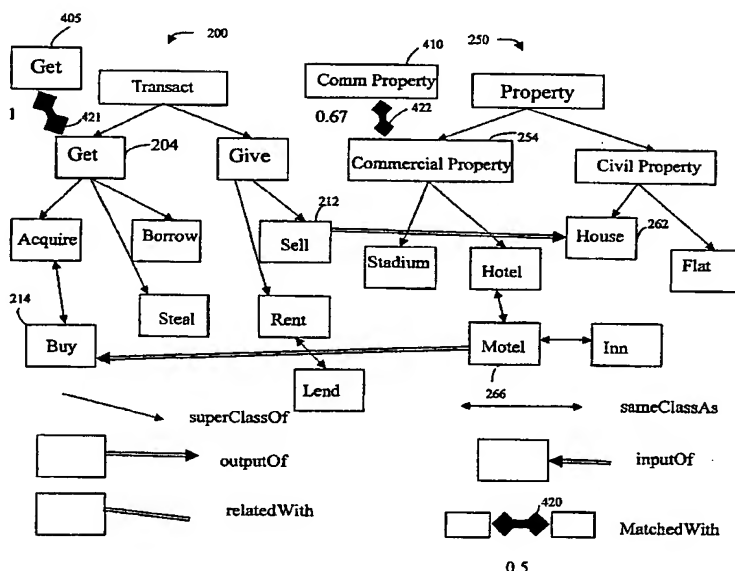 405
200
410
250
Get
Transact
Comm Property
Property
1
421
0.67
422
254
Get
204
Give
Commercial Property
Civil Property
212
Acquire
Borrow
Sell
Stadium
Hotel
House
262
Flat
214
Steal
Rent
Buy
Motel
Inn
Lend
266
superClassOf
sameClassAs
outputOf
inputOf
relatedWith
420
MatchedWith
0.5